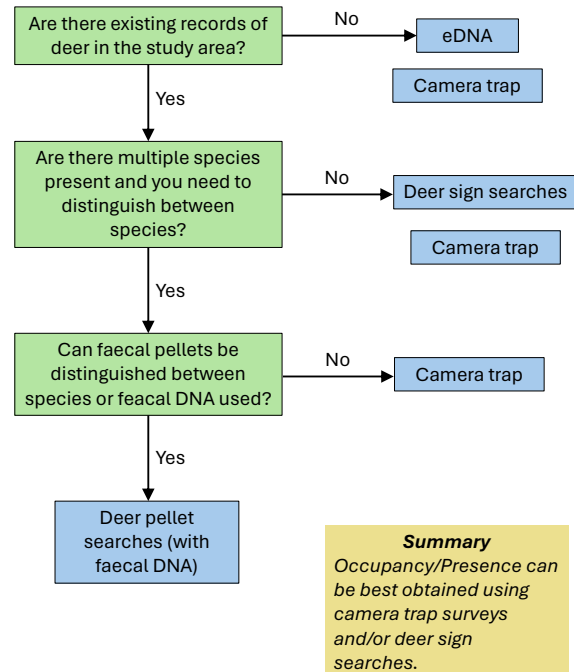 Are there existing records of
deer in the study area?
No
eDNA
Camera trap
Yes
Are there multiple species
present and you need to
distinguish between
species?
No
Deer sign searches
Camera trap
Yes
Can faecal pellets be
distinguished between
species or feacal DNA used?
No
Camera trap
Yes
Deer pellet
searches (with
faecal DNA)
Summary
Occupancy/Presence can
be best obtained using
camera trap surveys
and/or deer sign
searches.